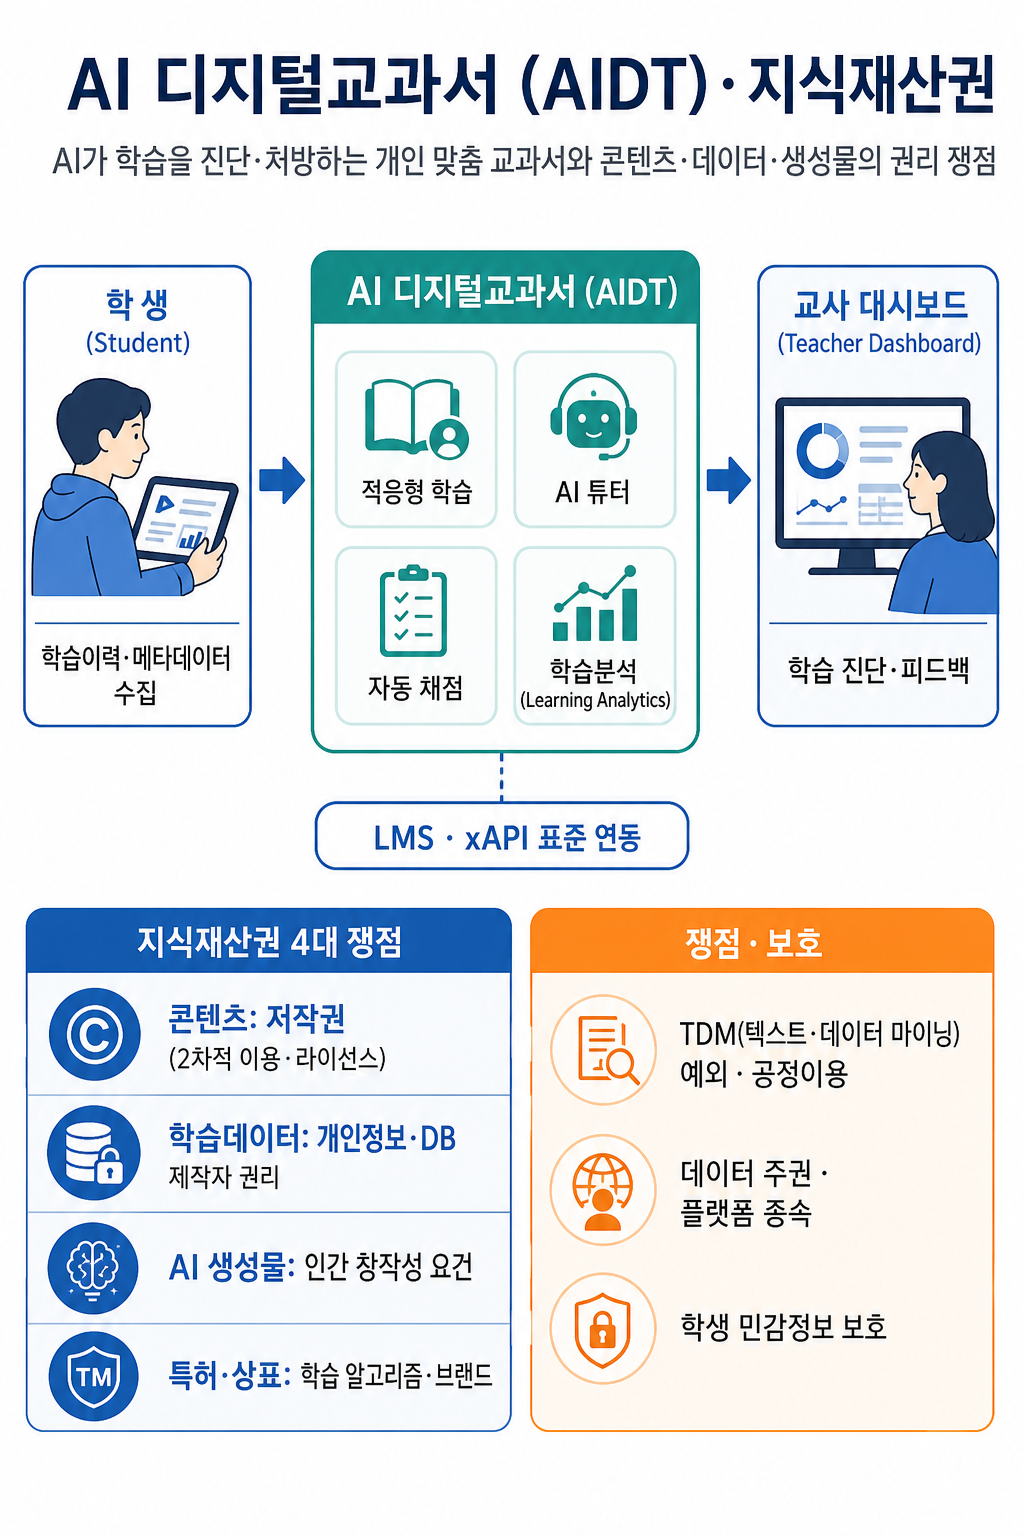 AI 디지털교과서 (AIDT)·지식재산권
AI가 학습을 진단·처방하는 개인 맞춤 교과서와 콘텐츠·데이터·생성물의 권리 쟁점
학 생
(Student)
학습이력·메타데이터
수집
AI 디지털교과서 (AIDT)
적응형 학습
AI 튜터
자동 채점
학습분석
(Learning Analytics)
교사 대시보드
(Teacher Dashboard)
학습 진단·피드백
LMS · xAPI 표준 연동
지식재산권 4대 쟁점
콘텐츠: 저작권
(2차적 이용·라이선스)
학습데이터: 개인정보·DB
제작자 권리
AI 생성물: 인간 창작성 요건
TM
특허·상표: 학습 알고리즘·브랜드
쟁점·보호
TDM(텍스트·데이터 마이닝)
예외 · 공정이용
데이터 주권 ·
플랫폼 종속
학생 민감정보 보호